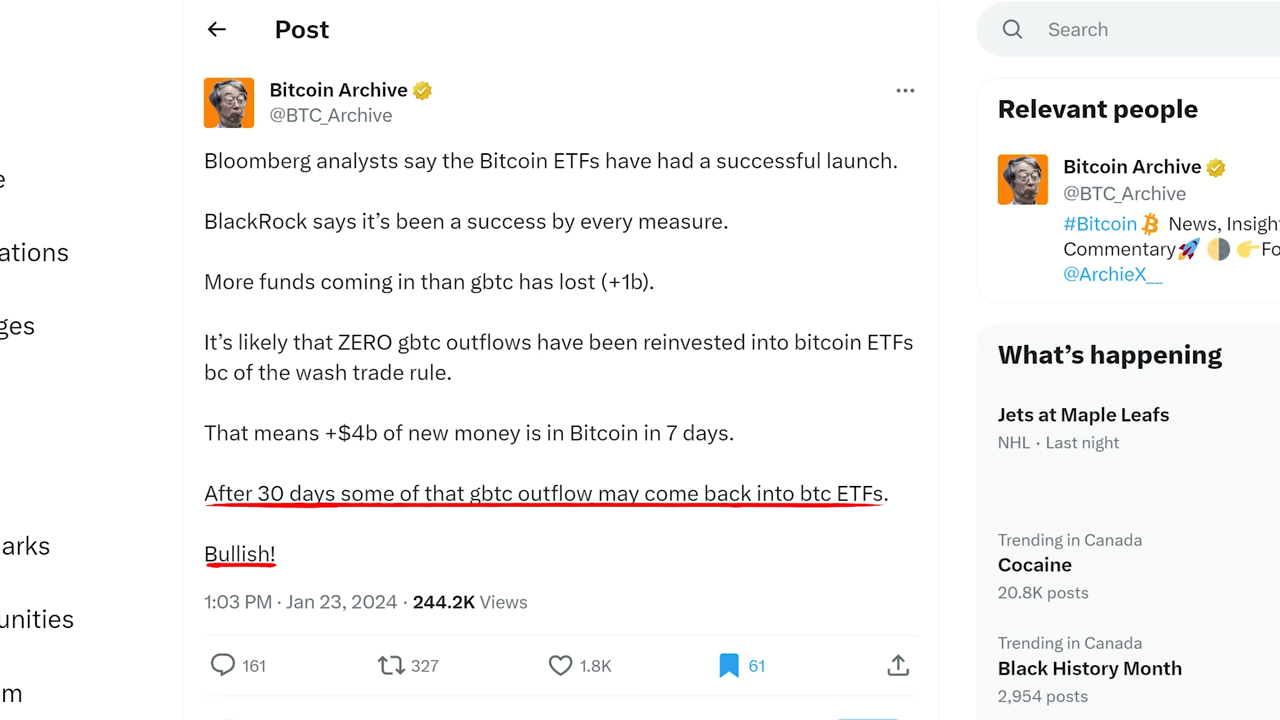 Post
Search
Bitcoin Archive
@BTC_Archive
Bloomberg analysts say the Bitcoin ETFs have had a successful launch.
BlackRock says it’s been a success by every measure.
More funds coming in than gbtc has lost (+1b).
It’s likely that ZERO gbtc outflows have been reinvested into bitcoin ETFs
bc of the wash trade rule.
That means +$4b of new money is in Bitcoin in 7 days.
After 30 days some of that gbtc outflow may come back into btc ETFs.
Bullish!
1:03 PM · Jan 23, 2024 · 244.2K Views
161 327 1.8K 61
Relevant people
Bitcoin Archive
@BTC_Archive
#Bitcoin News, Insight
Commentary Fo
@ArchieX__
What’s happening
Jets at Maple Leafs
NHL · Last night
Trending in Canada
Cocaine
20.8K posts
Trending in Canada
Black History Month
2,954 posts
e
ations
ges
arks
unities
m